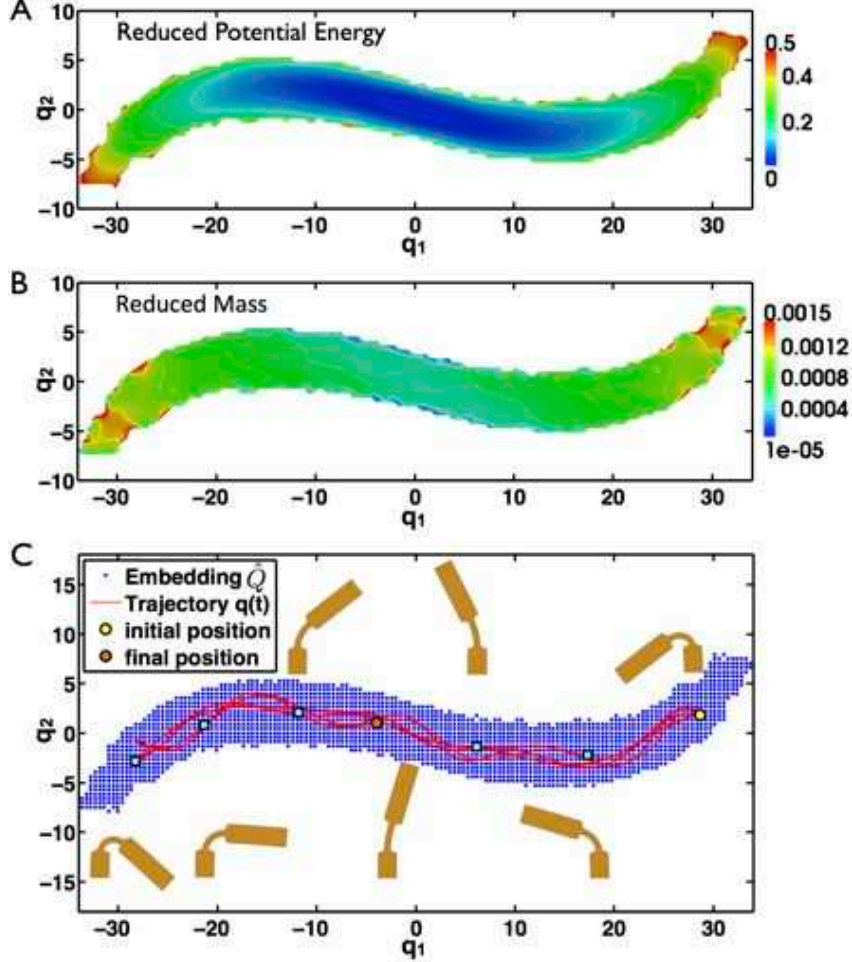 A
Reduced Potential Energy
10
5
0
−5
−10
q2
−30 −20 −10 0 10 20 30
q1
0.5
0.4
0.2
0
B
Reduced Mass
10
5
0
−5
−10
q2
−30 −20 −10 0 10 20 30
q1
0.0015
0.0012
0.0008
0.0004
1e−05
C
Embedding Q̂
Trajectory q(t)
initial position
final position
15
10
5
0
−5
−10
−15
q2
−30 −20 −10 0 10 20 30
q1